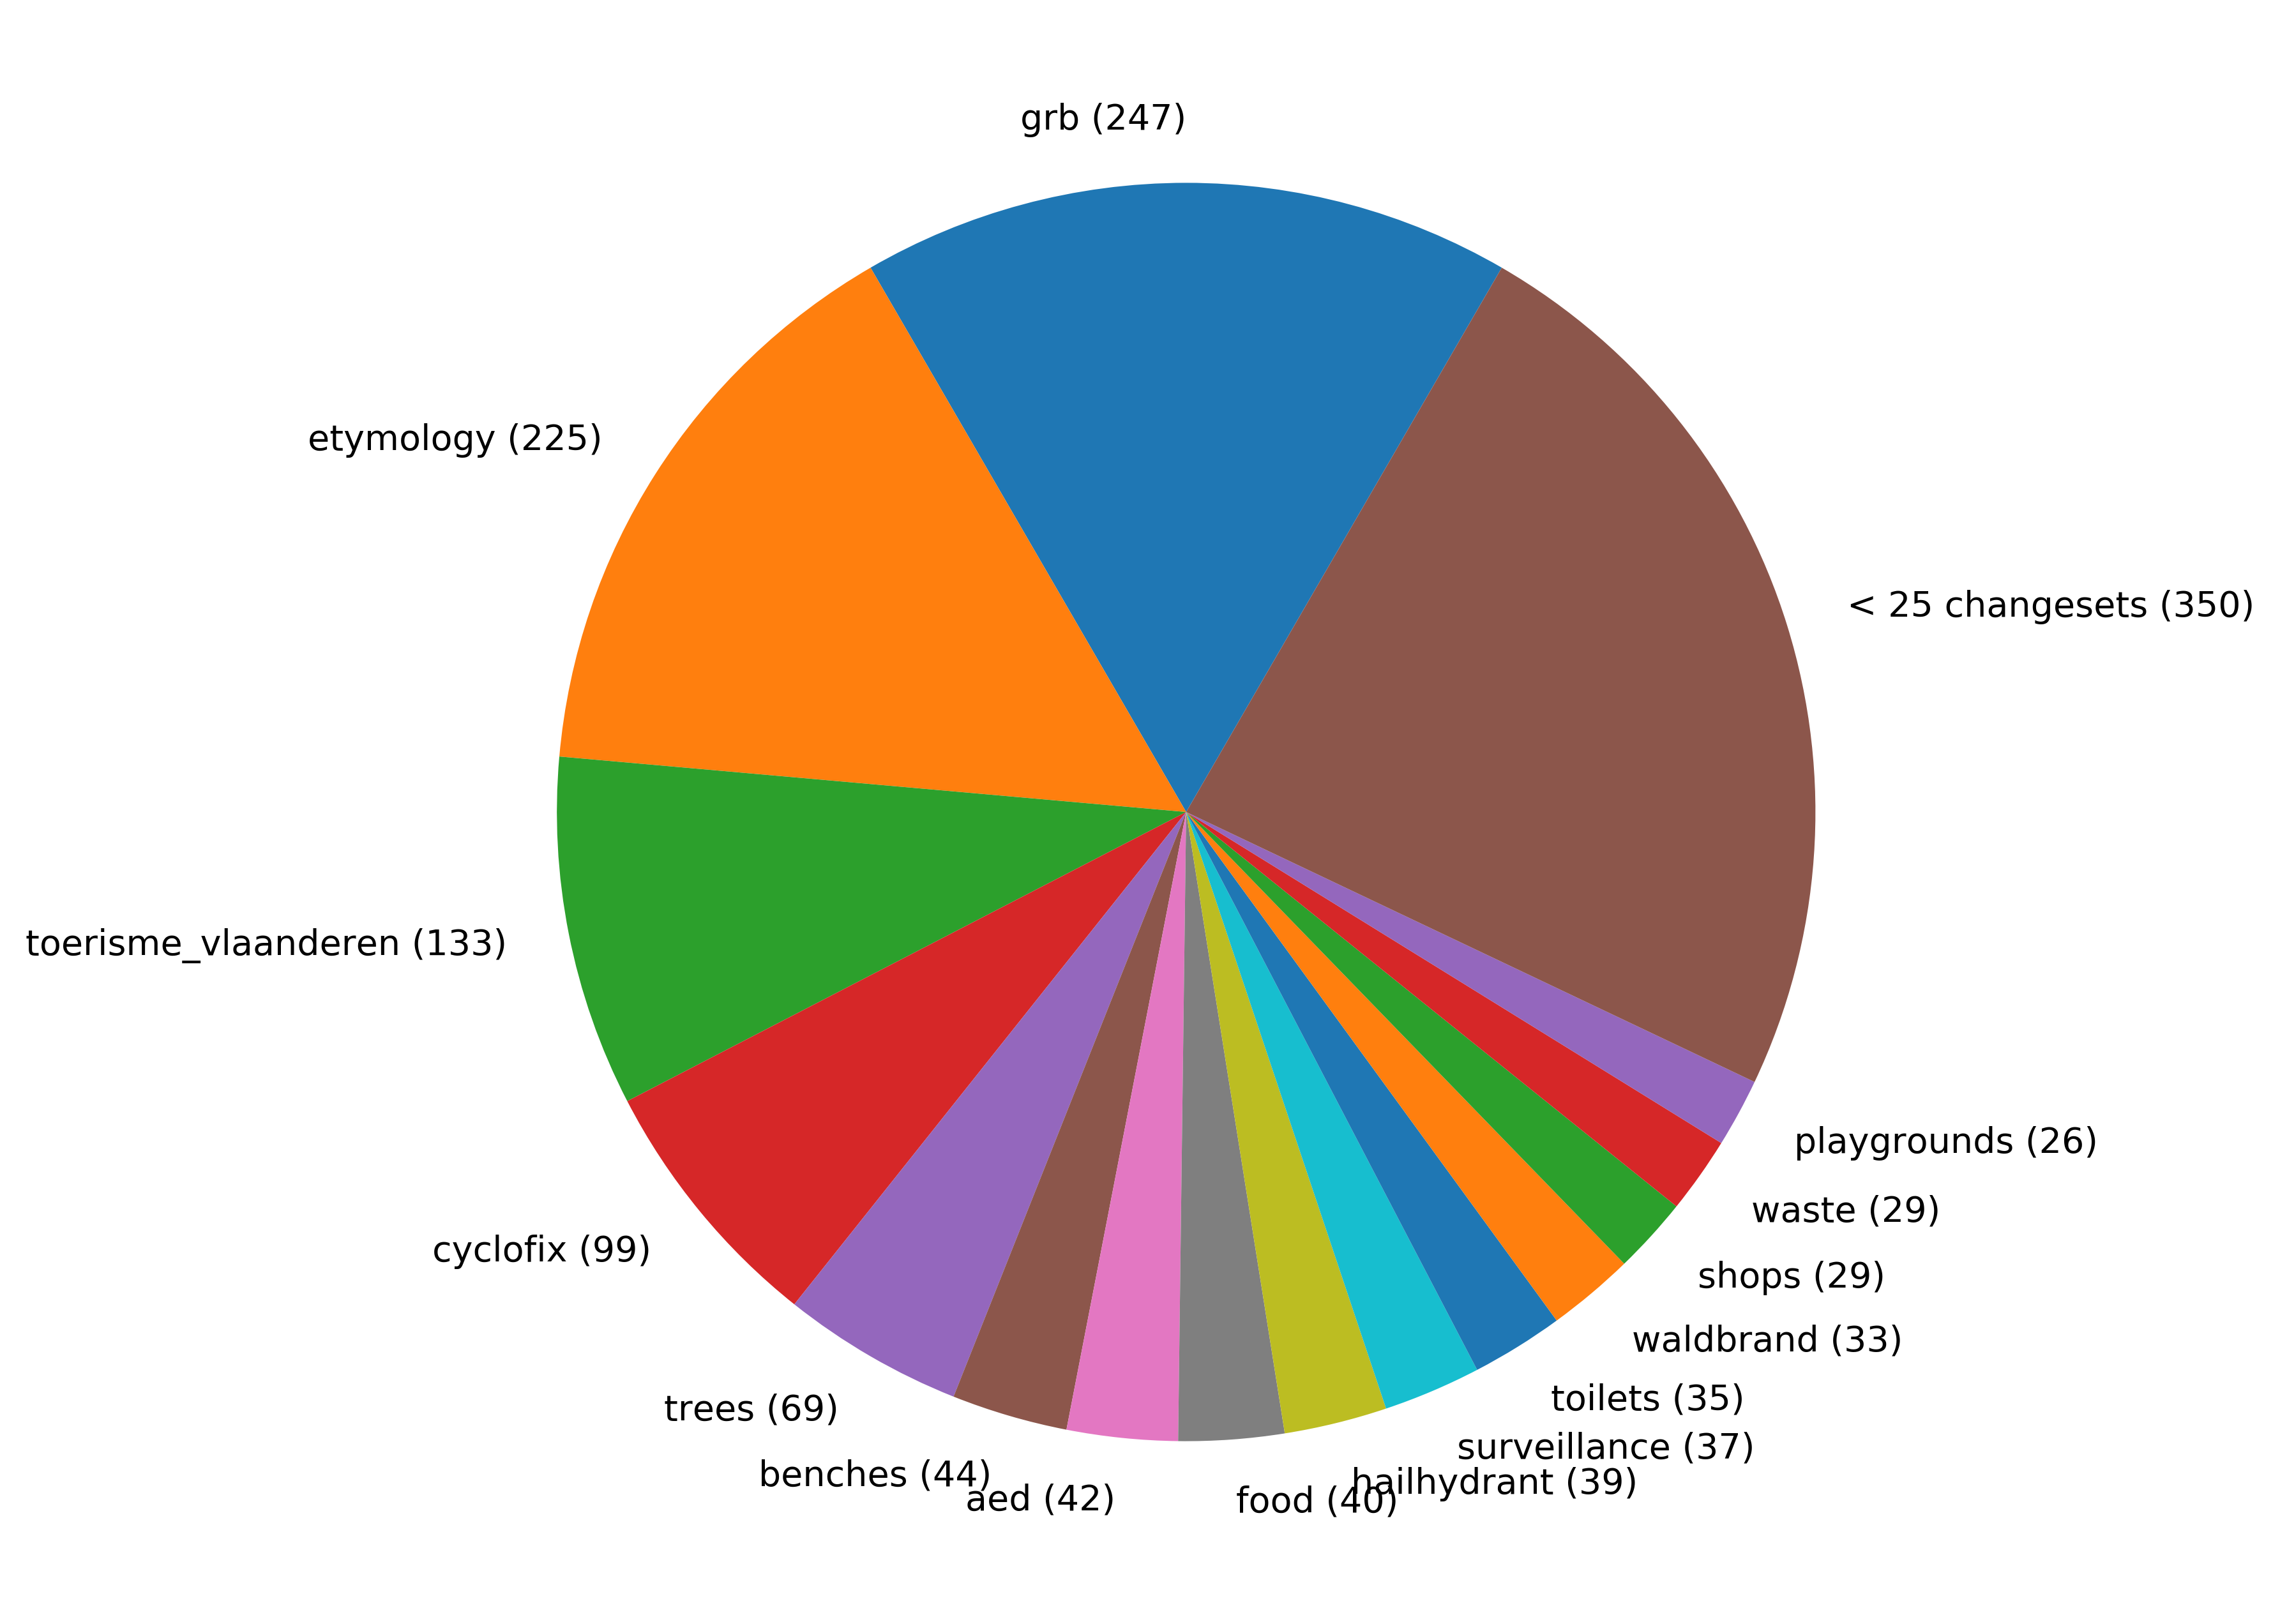 grb (247)
etymology (225)
< 25 changesets (350)
toerisme_vlaanderen (133)
playgrounds (26)
waste (29)
cyclofix (99)
shops (29)
waldbrand (33)
toilets (35)
trees (69)
surveillance (37)
benches (44)
hailhydrant (39)
aed (42)
food (40)